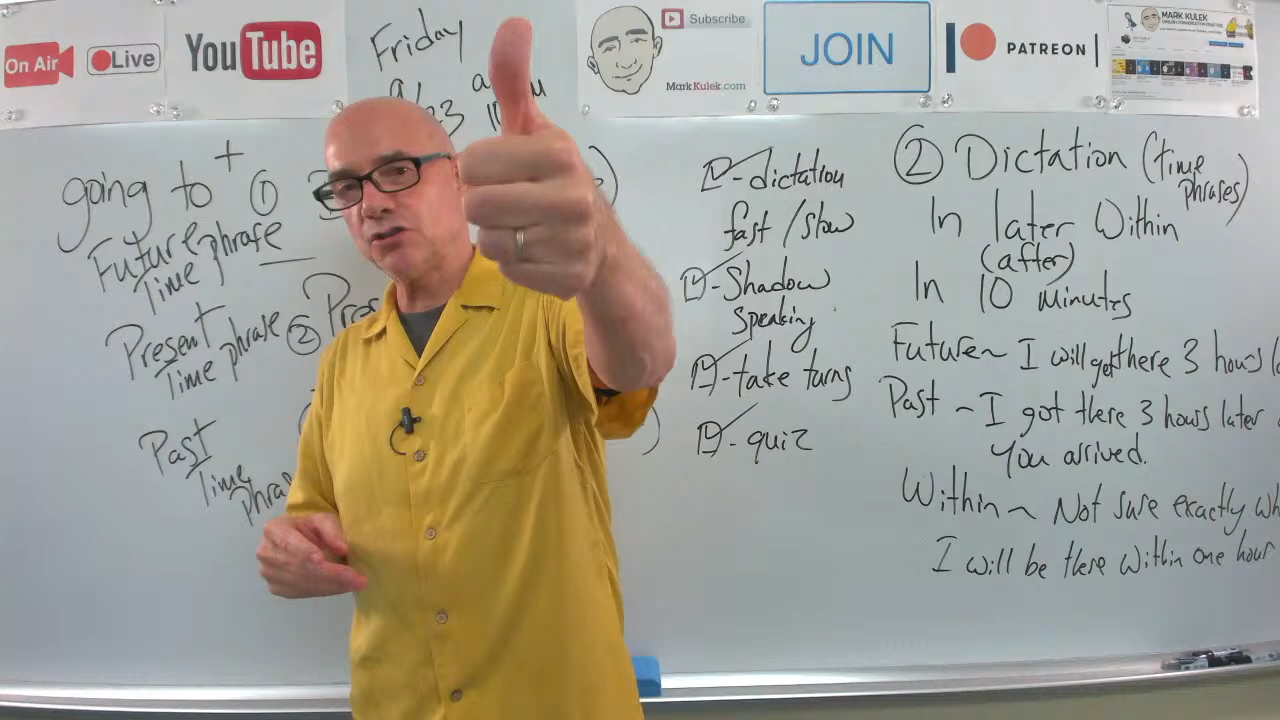 On Air
Live
YouTube
Friday
Subscribe
MarkKulek.com
JOIN
PATREON
MARK KULEK
going to + ①
Future
Time phrase
Present
Time phrase ②
Past
Time
- dictation
fast / slow
- Shadow
Speaking
- take turns
- quiz
② Dictation (time
phrases)
In later Within
(after)
In 10 minutes
Future ~ I will get there 3 hours
Past ~ I got there 3 hours later
You arrived.
Within ~ Not sure exactly
I will be there within one hour